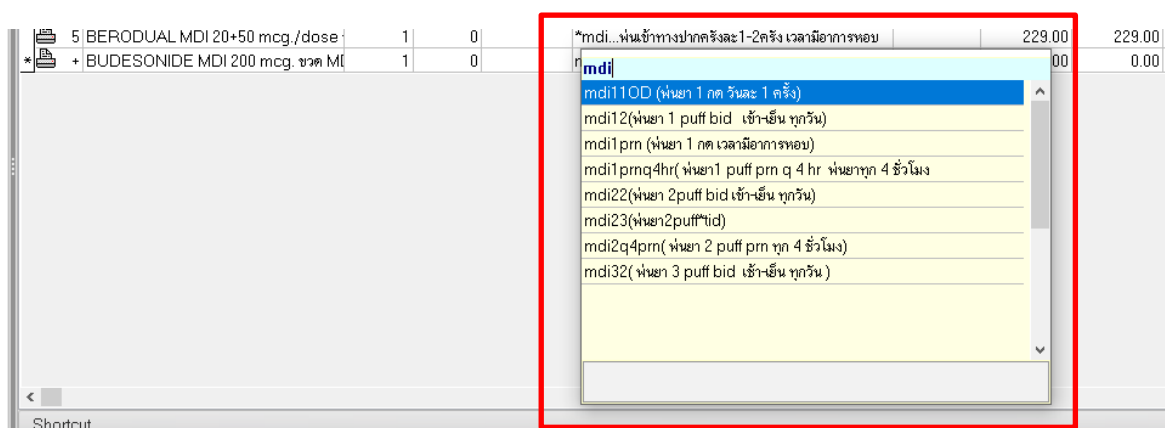 5 BERODUAL MDI 20+50 mcg./dose 1 0 *mdi...พ่นเข้าทางปากครั้งละ1-2ครั้ง เวลามีอาการหอบ 229.00 229.00
*+ BUDESONIDE MDI 200 mcg. ขวด MD 1 0 00 0.00
mdi
mdi11OD (พ่นยา 1 กด วันละ 1 ครั้ง)
mdi12(พ่นยา 1 puff bid เช้า-เย็น ทุกวัน)
mdi1prn (พ่นยา 1 กด เวลามีอาการหอบ)
mdi1prnq4hr( พ่นยา1 puff prn q 4 hr พ่นยาทุก 4 ชั่วโมง
mdi22(พ่นยา 2puff bid เช้า-เย็น ทุกวัน)
mdi23(พ่นยา2puff*tid)
mdi2q4prn( พ่นยา 2 puff prn ทุก 4 ชั่วโมง)
mdi32( พ่นยา 3 puff bid เช้า-เย็น ทุกวัน )
Shortcut